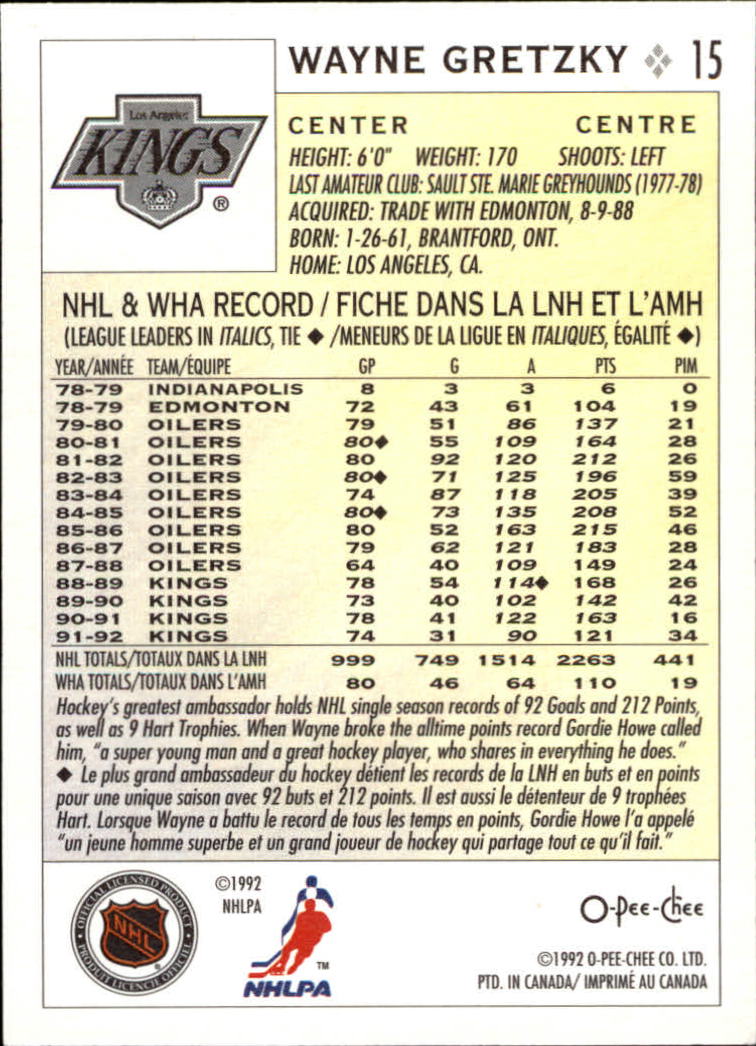 WAYNE GRETZKY 15
Los Angeles
KINGS
®
CENTER CENTRE
HEIGHT: 6'0" WEIGHT: 170 SHOOTS: LEFT
LAST AMATEUR CLUB: SAULT STE. MARIE GREYHOUNDS (1977-78)
ACQUIRED: TRADE WITH EDMONTON, 8-9-88
BORN: 1-26-61, BRANTFORD, ONT.
HOME: LOS ANGELES, CA.
NHL & WHA RECORD / FICHE DANS LA LNH ET L'AMH
(LEAGUE LEADERS IN ITALICS, TIE ◆ /MENEURS DE LA LIGUE EN ITALIQUES, ÉGALITÉ ◆)
YEAR/ANNÉE TEAM/ÉQUIPE GP G A PTS PIM
78-79 INDIANAPOLIS 8 3 3 6 0
78-79 EDMONTON 72 43 61 104 19
79-80 OILERS 79 51 86 137 21
80-81 OILERS 80◆ 55 109 164 28
81-82 OILERS 80 92 120 212 26
82-83 OILERS 80◆ 71 125 196 59
83-84 OILERS 74 87 118 205 39
84-85 OILERS 80◆ 73 135 208 52
85-86 OILERS 80 52 163 215 46
86-87 OILERS 79 62 121 183 28
87-88 OILERS 64 40 109 149 24
88-89 KINGS 78 54 114◆ 168 26
89-90 KINGS 73 40 102 142 42
90-91 KINGS 78 41 122 163 16
91-92 KINGS 74 31 90 121 34
NHL TOTALS/TOTAUX DANS LA LNH 999 749 1514 2263 441
WHA TOTALS/TOTAUX DANS L'AMH 80 46 64 110 19
Hockey's greatest ambassador holds NHL single season records of 92 Goals and 212 Points,
as well as 9 Hart Trophies. When Wayne broke the alltime points record Gordie Howe called
him, "a super young man and a great hockey player, who shares in everything he does."
◆ Le plus grand ambassadeur du hockey détient les records de la LNH en buts et en points
pour une unique saison avec 92 buts et 212 points. Il est aussi le détenteur de 9 trophées
Hart. Lorsque Wayne a battu le record de tous les temps en points, Gordie Howe l'a appelé
"un jeune homme superbe et un grand joueur de hockey qui partage tout ce qu'il fait."
OFFICIAL LICENSED PRODUCT
NHL
PRODUIT LICENCIÉ OFFICIEL
©1992
NHLPA
TM
NHLPA
O-Pee-Chee
©1992 O-PEE-CHEE CO. LTD.
PTD. IN CANADA/ IMPRIMÉ AU CANADA